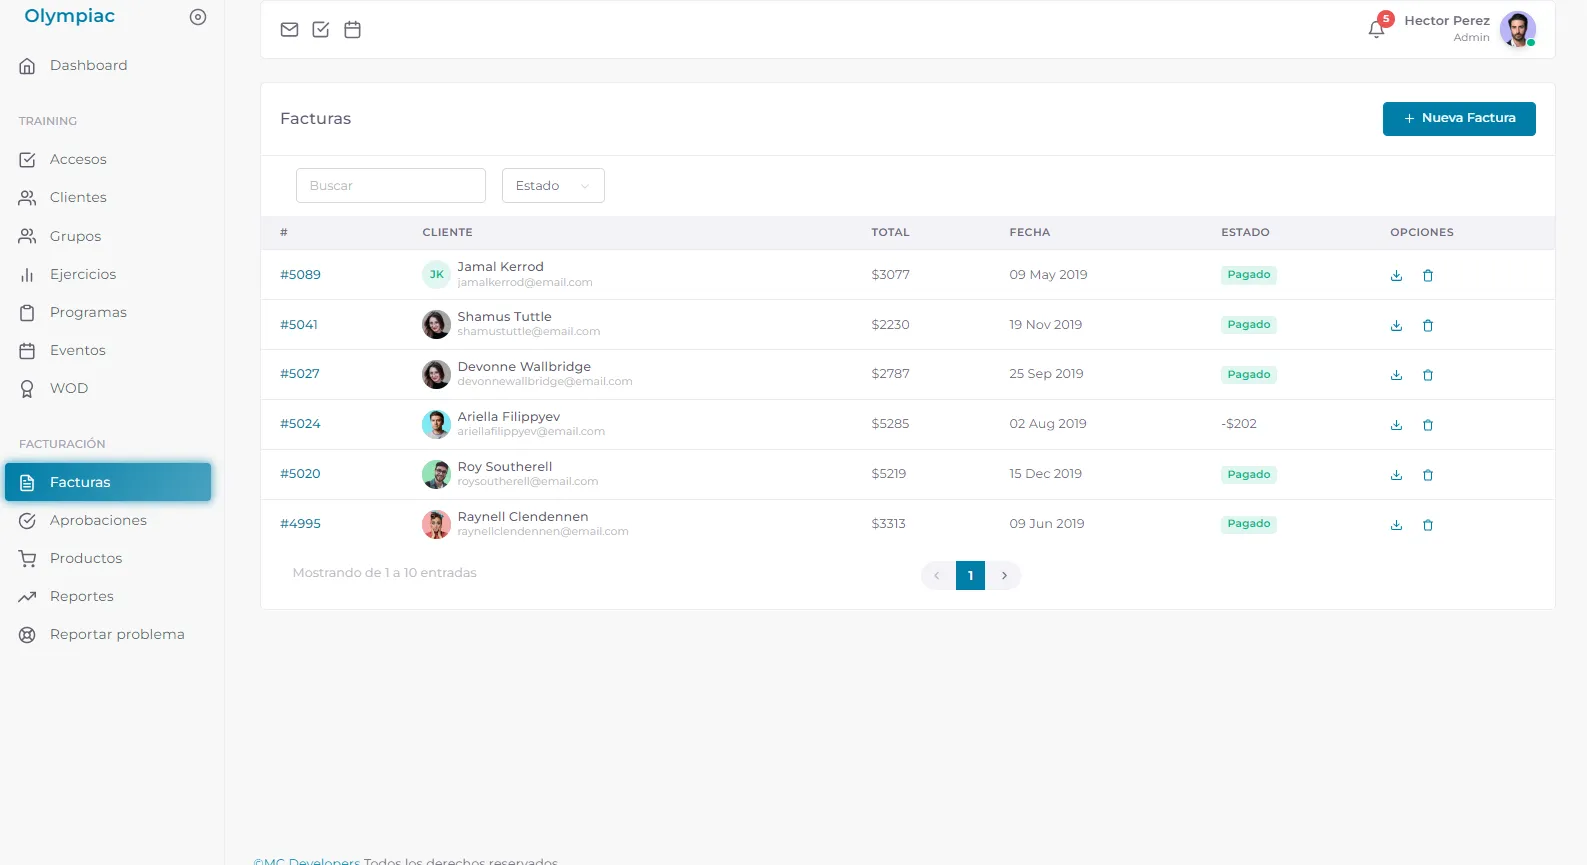 Olympiac
Dashboard
TRAINING
Accesos
Clientes
Grupos
Ejercicios
Programas
Eventos
WOD
FACTURACIÓN
Facturas
Aprobaciones
Productos
Reportes
Reportar problema
5
Hector Perez
Admin
Facturas
+ Nueva Factura
Buscar
Estado
# CLIENTE TOTAL FECHA ESTADO OPCIONES
#5089 JK Jamal Kerrod $3077 09 May 2019 Pagado
jamalkerrod@email.com
#5041 Shamus Tuttle $2230 19 Nov 2019 Pagado
shamustuttle@email.com
#5027 Devonne Wallbridge $2787 25 Sep 2019 Pagado
devonnewallbridge@email.com
#5024 Ariella Filippyev $5285 02 Aug 2019 -$202
ariellafilippyev@email.com
#5020 Roy Southerell $5219 15 Dec 2019 Pagado
roysoutherell@email.com
#4995 Raynell Clendennen $3313 09 Jun 2019 Pagado
raynellclendennen@email.com
Mostrando de 1 a 10 entradas
1
©MC Developers Todos los derechos reservados